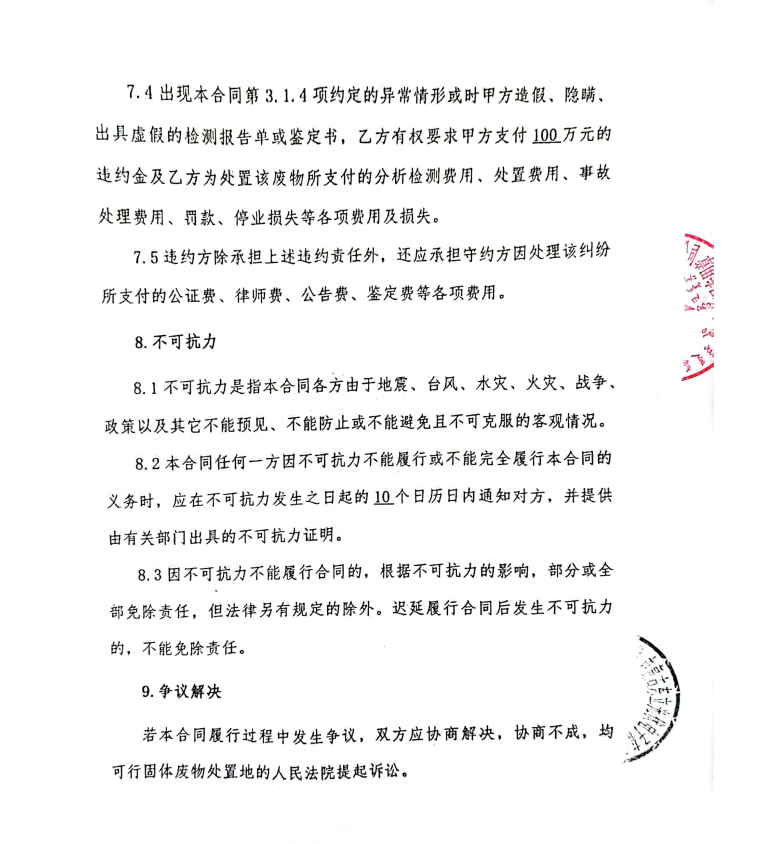 7.4 出现本合同第 3.1.4 项约定的异常情形或时甲方造假、隐瞒、
出具虚假的检测报告单或鉴定书，乙方有权要求甲方支付 100 万元的
违约金及乙方为处置该废物所支付的分析检测费用、处置费用、事故
处理费用、罚款、停业损失等各项费用及损失。
7.5 违约方除承担上述违约责任外，还应承担守约方因处理该纠纷
所支付的公证费、律师费、公告费、鉴定费等各项费用。
8. 不可抗力
8.1 不可抗力是指本合同各方由于地震、台风、水灾、火灾、战争、
政策以及其它不能预见、不能防止或不能避免且不可克服的客观情况。
8.2 本合同任何一方因不可抗力不能履行或不能完全履行本合同的
义务时，应在不可抗力发生之日起的 10 个日历日内通知对方，并提供
由有关部门出具的不可抗力证明。
8.3 因不可抗力不能履行合同的，根据不可抗力的影响，部分或全
部免除责任，但法律另有规定的除外。迟延履行合同后发生不可抗力
的，不能免除责任。
9. 争议解决
若本合同履行过程中发生争议，双方应协商解决，协商不成，均
可行固体废物处置地的人民法院提起诉讼。